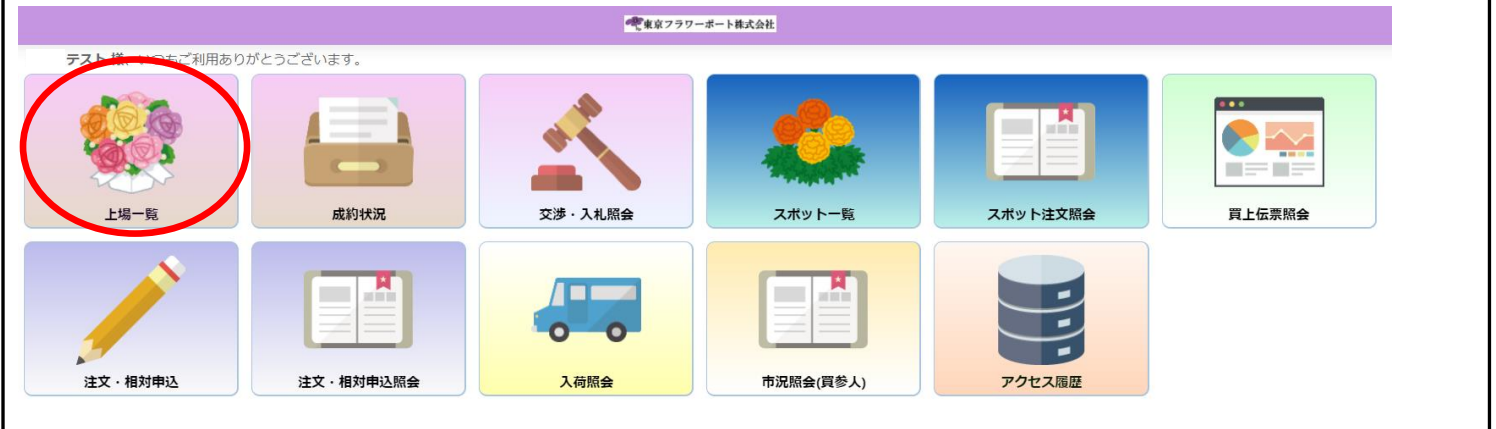 東京フラワーポート株式会社
テスト 様、いつもご利用ありがとうございます。
上場一覧
成約状況
交渉・入札照会
スポット一覧
スポット注文照会
買上伝票照会
注文・相対申込
注文・相対申込照会
入荷照会
市況照会(買参人)
アクセス履歴